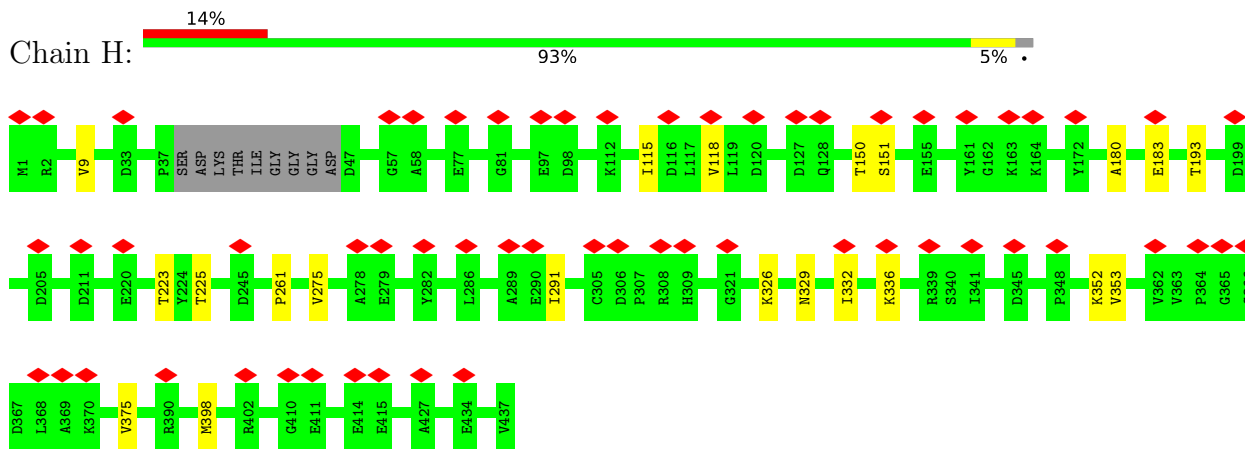 14%
Chain H:
93% 5% •
M1 R2 V9 D33 P37 SER ASP LYS THR ILE GLY GLY GLY ASP D47 G57 A58 E77 G81 E97 D98 K112 I115 D116 L117 V118 L119 D120 D127 Q128 T150 S151 E155 Y161 G162 K163 K164 Y172 A180 E183 T193 D199
D205 D211 E220 T223 Y224 T225 D245 P261 V275 A278 E279 Y282 L286 A289 E290 I291 C305 D306 P307 R308 H309 G321 K326 N329 I332 K336 R339 S340 I341 D345 P348 K352 V353 V362 V363 P364 G365
D367 L368 A369 K370 V375 R390 M398 R402 G410 E411 E414 E415 A427 E434 V437